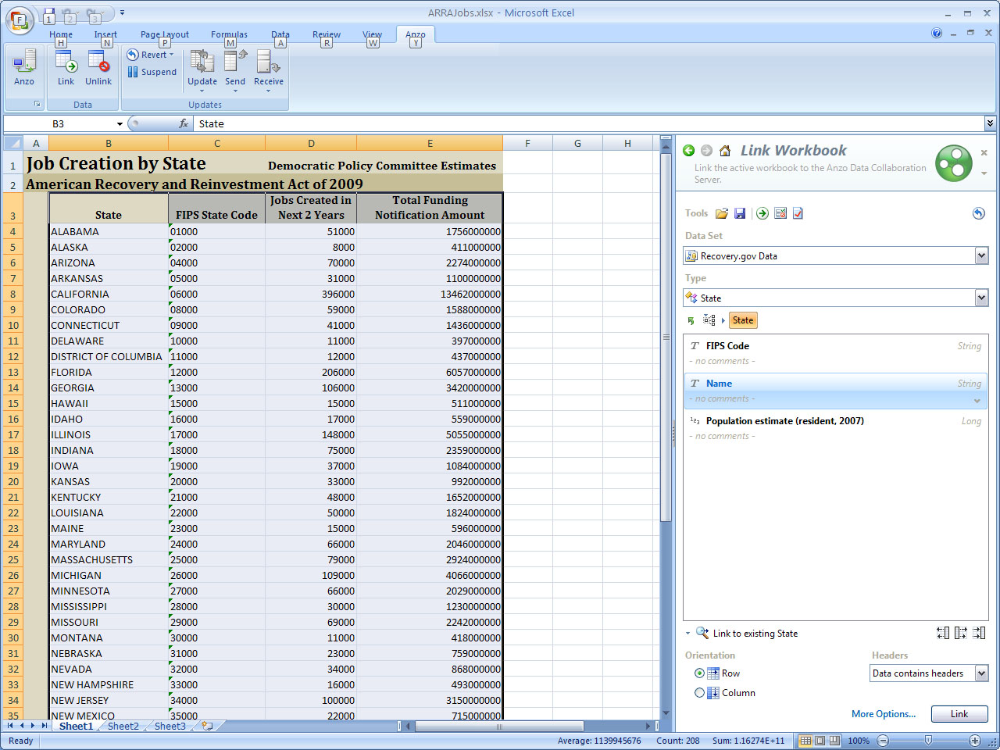 ARRAJobs.xlsx - Microsoft Excel
F
1 2 3
Home Insert Page Layout Formulas Data Review View Anzo
H N P M A R W Y
Anzo
Link Unlink
Data
Revert
Suspend
Update Send Receive
Updates
B3 fx State
A B C D E F G H
1 Job Creation by State Democratic Policy Committee Estimates
2 American Recovery and Reinvestment Act of 2009
3 State FIPS State Code Jobs Created in Next 2 Years Total Funding Notification Amount
4 ALABAMA 01000 51000 1756000000
5 ALASKA 02000 8000 411000000
6 ARIZONA 04000 70000 2274000000
7 ARKANSAS 05000 31000 1100000000
8 CALIFORNIA 06000 396000 13462000000
9 COLORADO 08000 59000 1588000000
10 CONNECTICUT 09000 41000 1436000000
11 DELAWARE 10000 11000 397000000
12 DISTRICT OF COLUMBIA 11000 12000 437000000
13 FLORIDA 12000 206000 6057000000
14 GEORGIA 13000 106000 3420000000
15 HAWAII 15000 15000 511000000
16 IDAHO 16000 17000 559000000
17 ILLINOIS 17000 148000 5055000000
18 INDIANA 18000 75000 2359000000
19 IOWA 19000 37000 1084000000
20 KANSAS 20000 33000 992000000
21 KENTUCKY 21000 48000 1652000000
22 LOUISIANA 22000 50000 1824000000
23 MAINE 23000 15000 596000000
24 MARYLAND 24000 66000 2046000000
25 MASSACHUSETTS 25000 79000 2924000000
26 MICHIGAN 26000 109000 4066000000
27 MINNESOTA 27000 66000 2029000000
28 MISSISSIPPI 28000 30000 1230000000
29 MISSOURI 29000 69000 2242000000
30 MONTANA 30000 11000 418000000
31 NEBRASKA 31000 23000 759000000
32 NEVADA 32000 34000 868000000
33 NEW HAMPSHIRE 33000 16000 493000000
34 NEW JERSEY 34000 100000 3150000000
35 NEW MEXICO 35000 22000 715000000
Sheet1 Sheet2 Sheet3
Ready Average: 1139945676 Count: 208 Sum: 1.16274E+11 100%
Link Workbook
Link the active workbook to the Anzo Data Collaboration
Server.
Tools
Data Set
Recovery.gov Data
Type
State
State
T FIPS Code String
- no comments -
T Name String
- no comments -
123 Population estimate (resident, 2007) Long
- no comments -
Link to existing State
Orientation Headers
Row Data contains headers
Column
More Options... Link